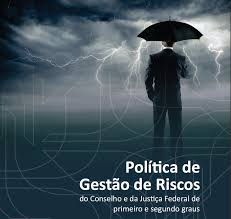 Política de
Gestão de Riscos
do Conselho e da Justiça Federal de
primeiro e segundo graus